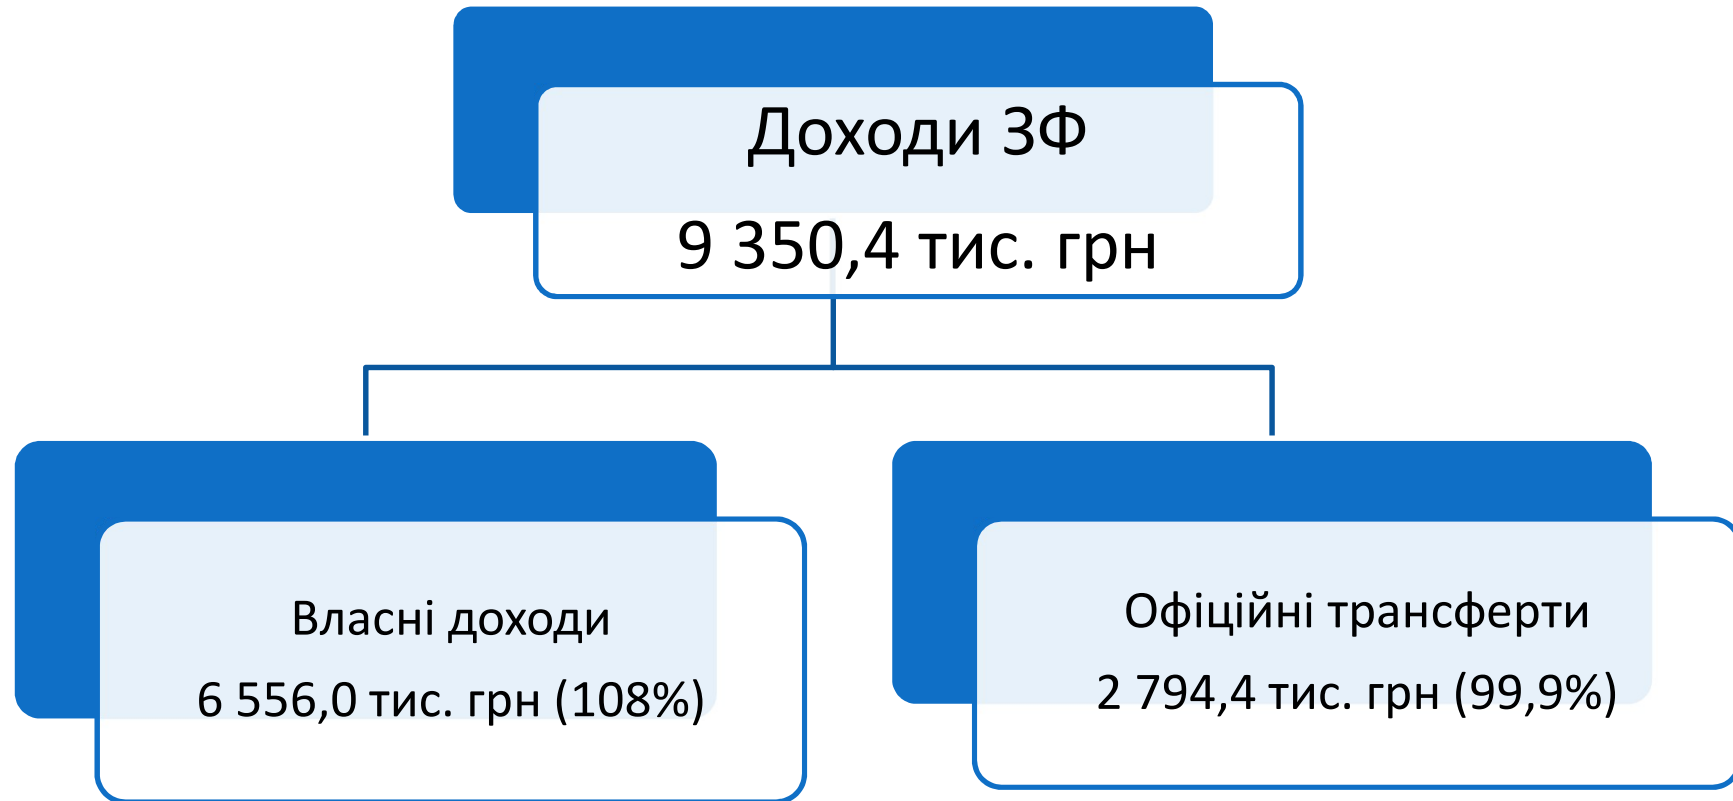 Доходи ЗФ
9 350,4 тис. грн
Власні доходи
6 556,0 тис. грн (108%)
Офіційні трансферти
2 794,4 тис. грн (99,9%)